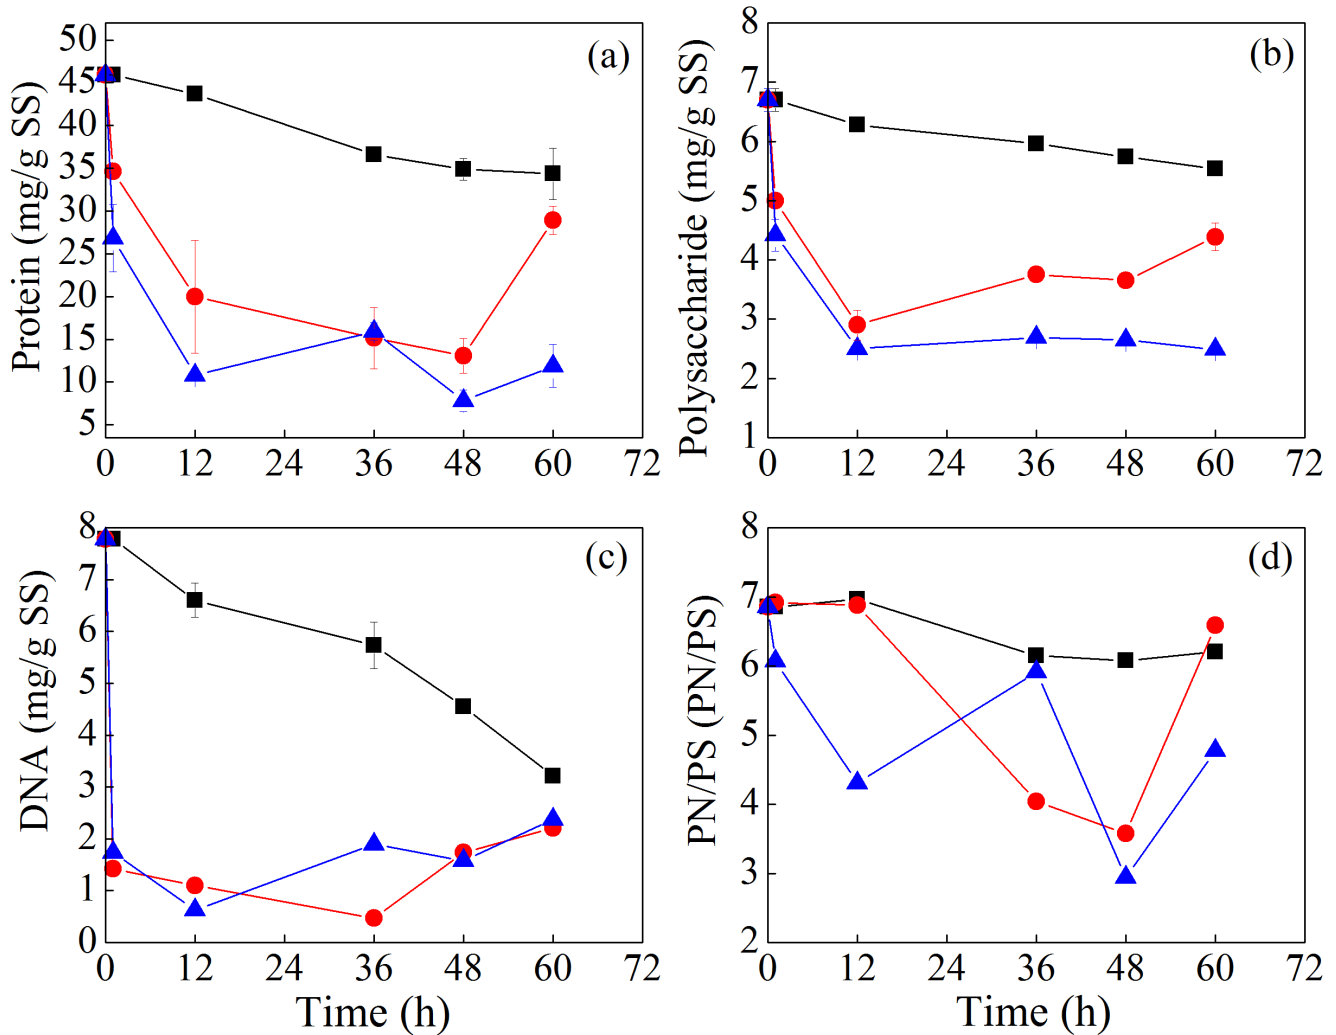 (a)
Protein (mg/g SS)
50
45
40
35
30
25
20
15
10
5
0 12 24 36 48 60 72
(b)
Polysaccharide (mg/g SS)
8
7
6
5
4
3
2
1
0 12 24 36 48 60 72
(c)
DNA (mg/g SS)
8
7
6
5
4
3
2
1
0
0 12 24 36 48 60 72
Time (h)
(d)
PN/PS (PN/PS)
8
7
6
5
4
3
2
0 12 24 36 48 60 72
Time (h)